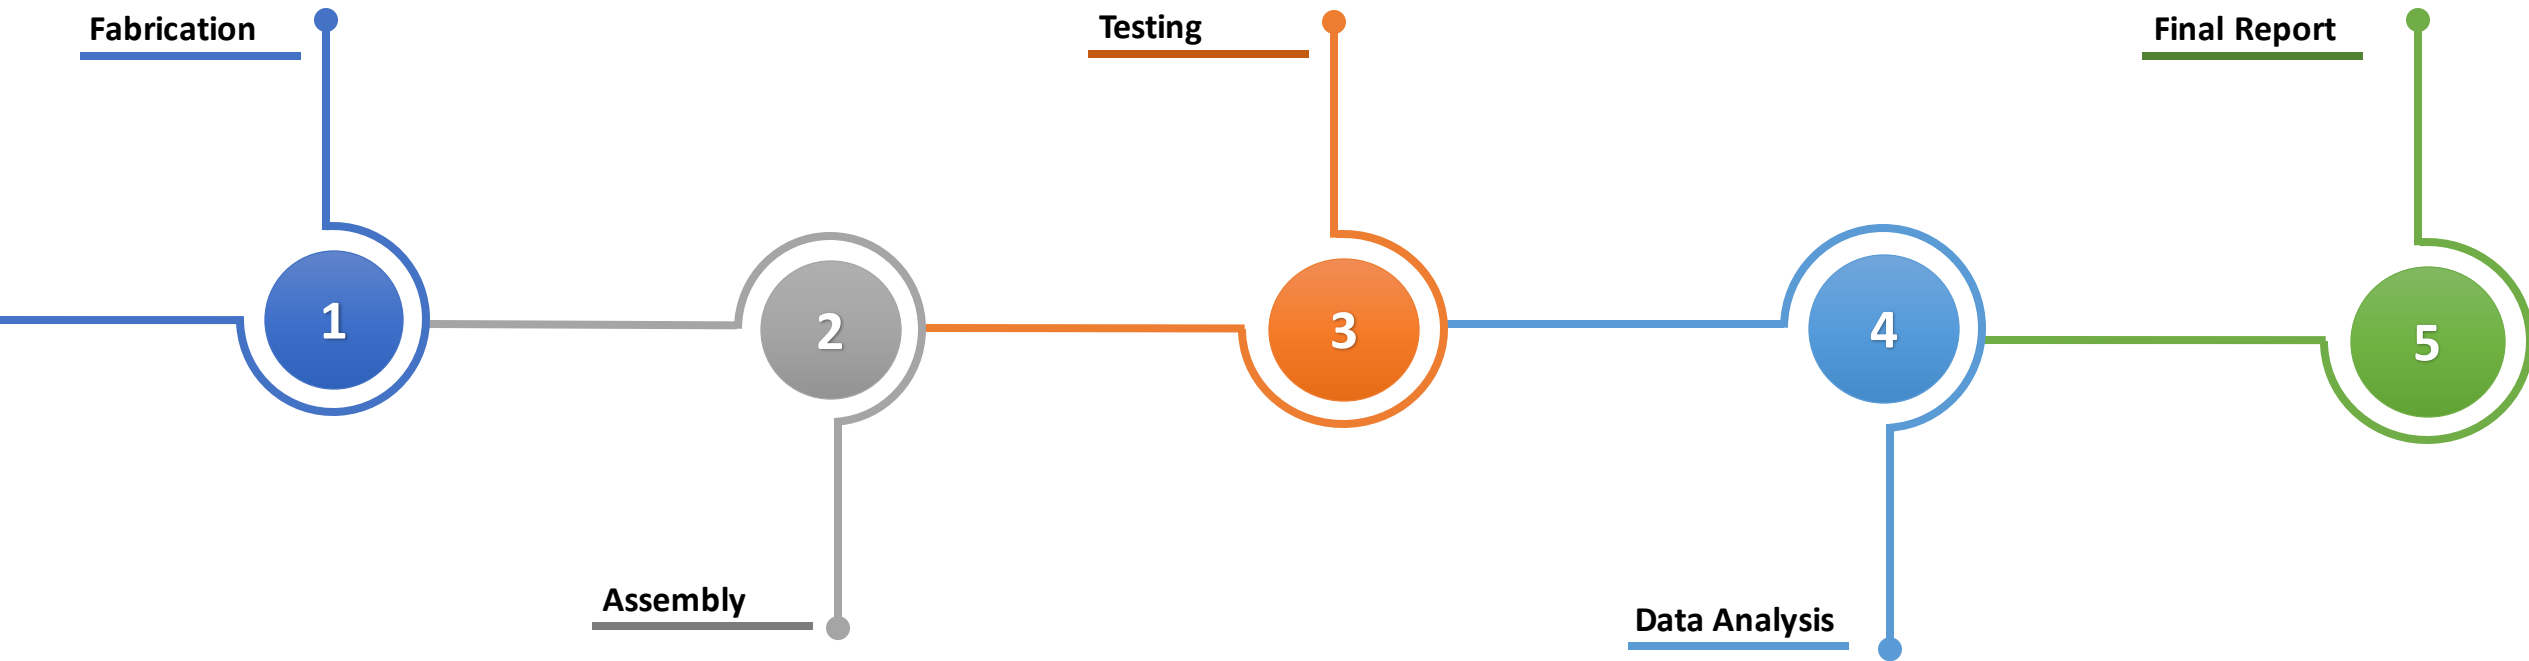 Fabrication
Testing
Final Report
1
2
3
4
5
Assembly
Data Analysis